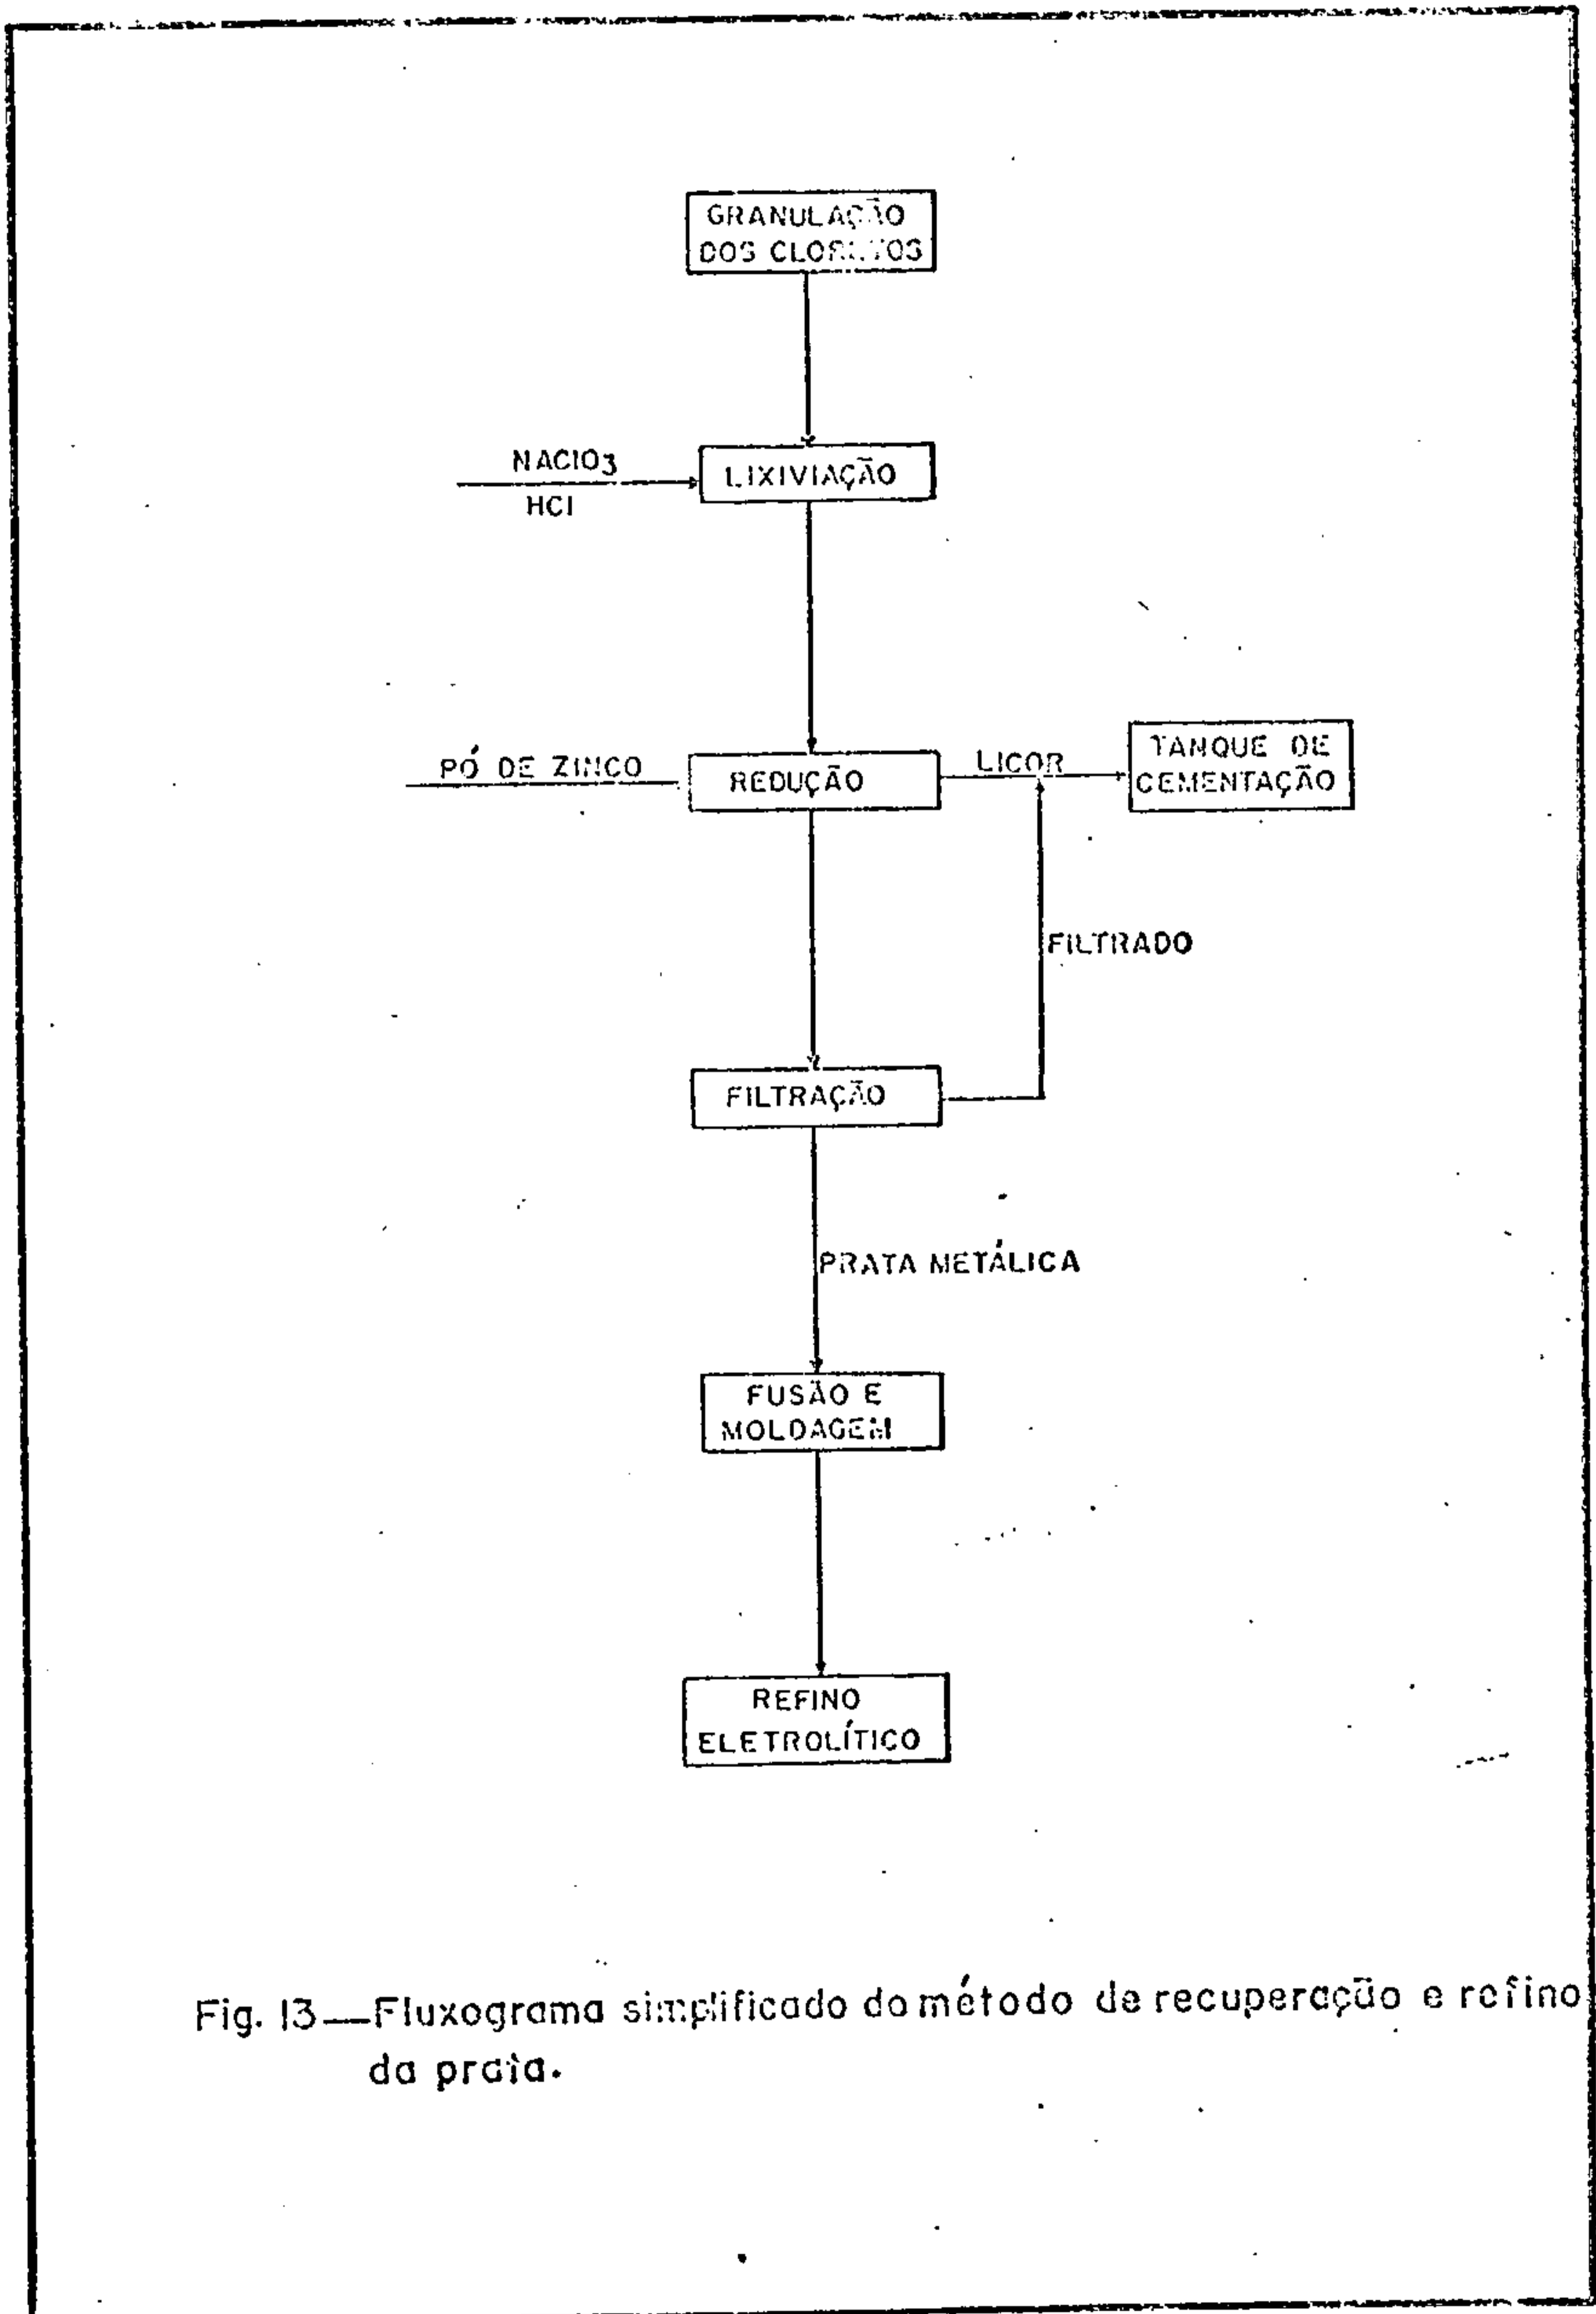 GRANULAÇÃO
DOS CLORETOS
NACIO3
HCI
LIXIVIAÇÃO
PÓ DE ZINCO
REDUÇÃO
LICOR
TANQUE DE
CEMENTAÇÃO
FILTRADO
FILTRAÇÃO
PRATA METÁLICA
FUSÃO E
MOLDAGEM
REFINO
ELETROLÍTICO
Fig. 13—Fluxograma simplificado do método de recuperação e refino
da prata.